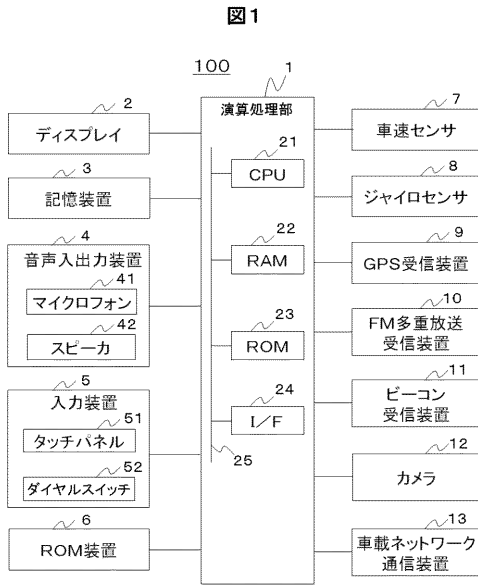 図1
100
1
演算処理部
21
CPU
22
RAM
23
ROM
24
I/F
25
2
ディスプレイ
3
記憶装置
4
音声入出力装置
41
マイクロフォン
42
スピーカ
5
入力装置
51
タッチパネル
52
ダイヤルスイッチ
6
ROM装置
7
車速センサ
8
ジャイロセンサ
9
GPS受信装置
10
FM多重放送
受信装置
11
ビーコン
受信装置
12
カメラ
13
車載ネットワーク
通信装置